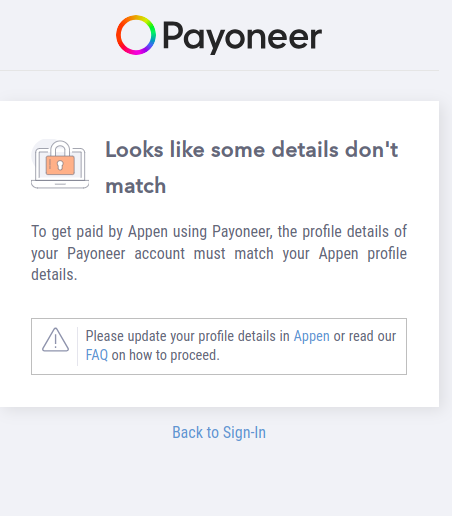 Payoneer
Looks like some details don't
match
To get paid by Appen using Payoneer, the profile details of
your Payoneer account must match your Appen profile
details.
Please update your profile details in Appen or read our
FAQ on how to proceed.
Back to Sign-In